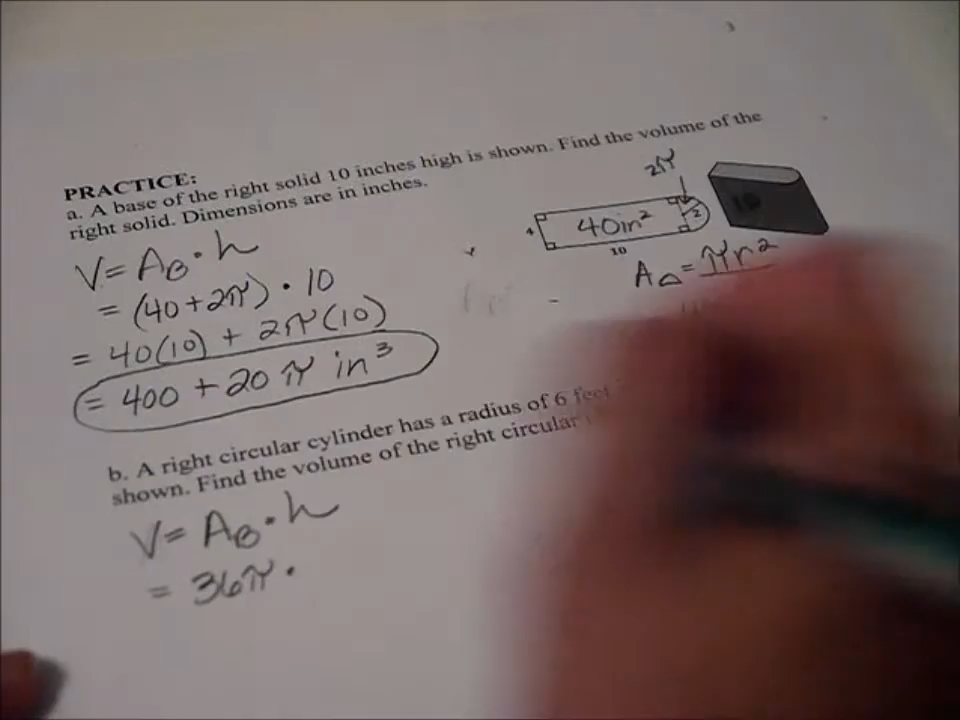 3
PRACTICE:
a. A base of the right solid 10 inches high is shown. Find the volume of the
right solid. Dimensions are in inches.
V = A_B · h
= (40 + 2π) · 10
= 40(10) + 2π(10)
= 400 + 20π in³
2π
4
40in²
2
10
10
= πr²
b. A right circular cylinder has a radius of 6 feet
shown. Find the volume of the right circular
V = A_B · h
= 36π ·